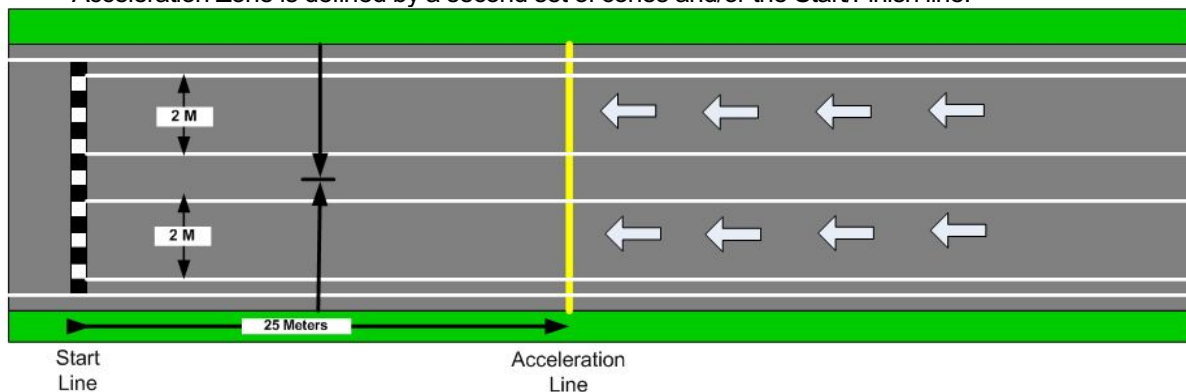 Acceleration Zone is defined by a second set of cones and/or the Start/Finish line.
2 M
2 M
25 Meters
Start
Line
Acceleration
Line